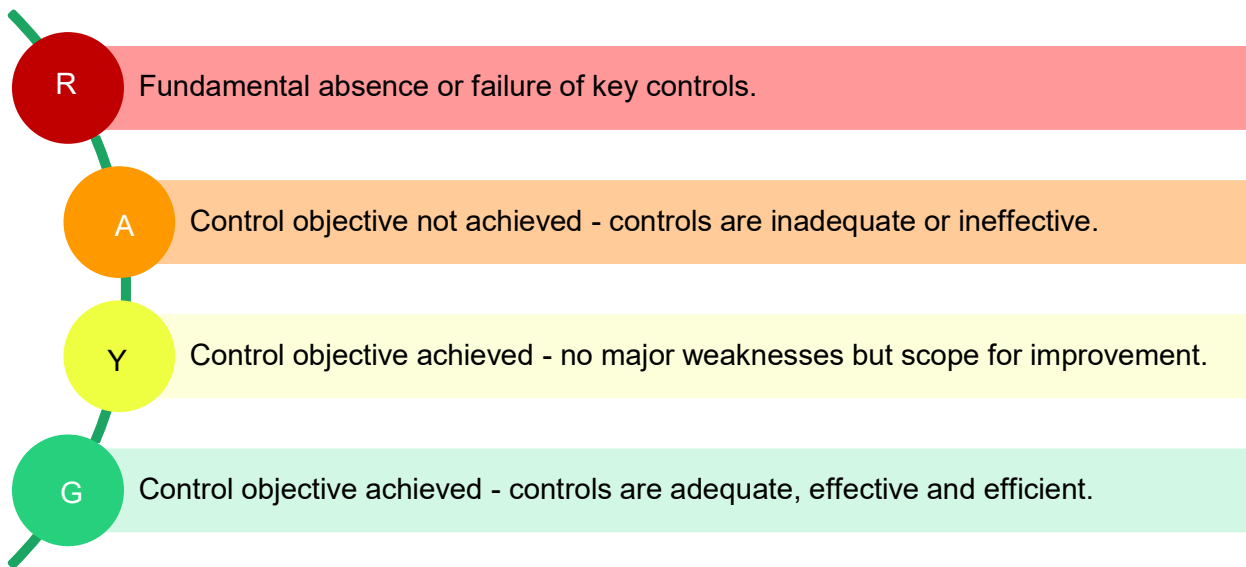 R
Fundamental absence or failure of key controls.
A
Control objective not achieved - controls are inadequate or ineffective.
Y
Control objective achieved - no major weaknesses but scope for improvement.
G
Control objective achieved - controls are adequate, effective and efficient.